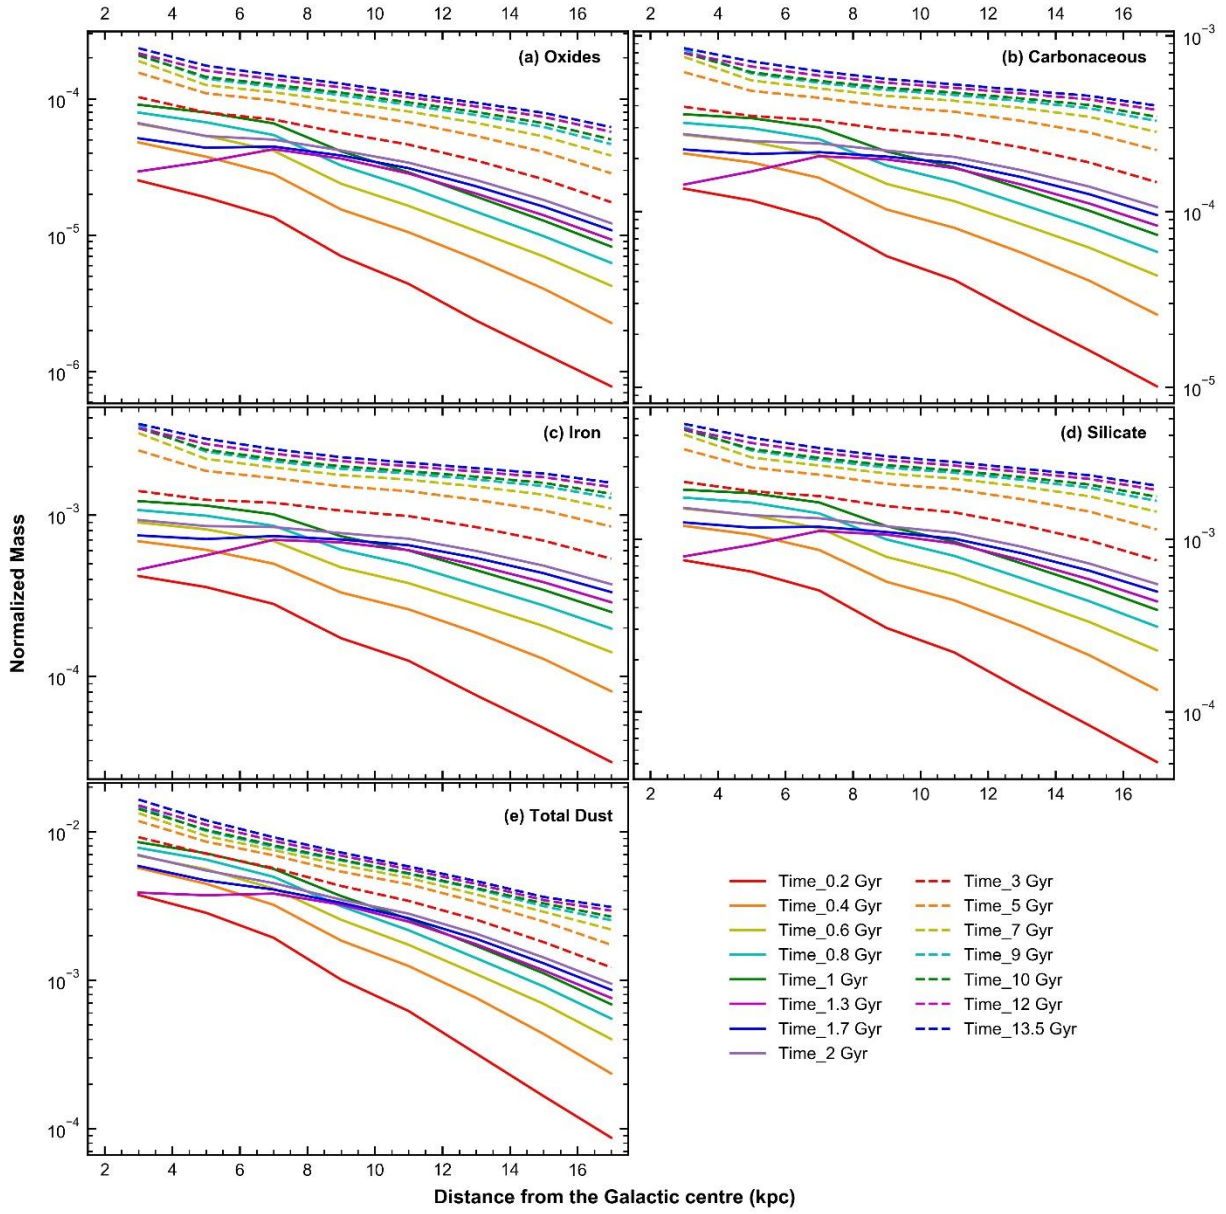 2 4 6 8 10 12 14 16 2 4 6 8 10 12 14 16
(a) Oxides
10⁻⁴
10⁻⁵
10⁻⁶
(b) Carbonaceous
10⁻³
10⁻⁴
10⁻⁵
(c) Iron
10⁻³
10⁻⁴
(d) Silicate
10⁻³
10⁻⁴
2 4 6 8 10 12 14 16
(e) Total Dust
10⁻²
10⁻³
10⁻⁴
2 4 6 8 10 12 14 16
Normalized Mass
Distance from the Galactic centre (kpc)
Time_0.2 Gyr
Time_0.4 Gyr
Time_0.6 Gyr
Time_0.8 Gyr
Time_1 Gyr
Time_1.3 Gyr
Time_1.7 Gyr
Time_2 Gyr
Time_3 Gyr
Time_5 Gyr
Time_7 Gyr
Time_9 Gyr
Time_10 Gyr
Time_12 Gyr
Time_13.5 Gyr